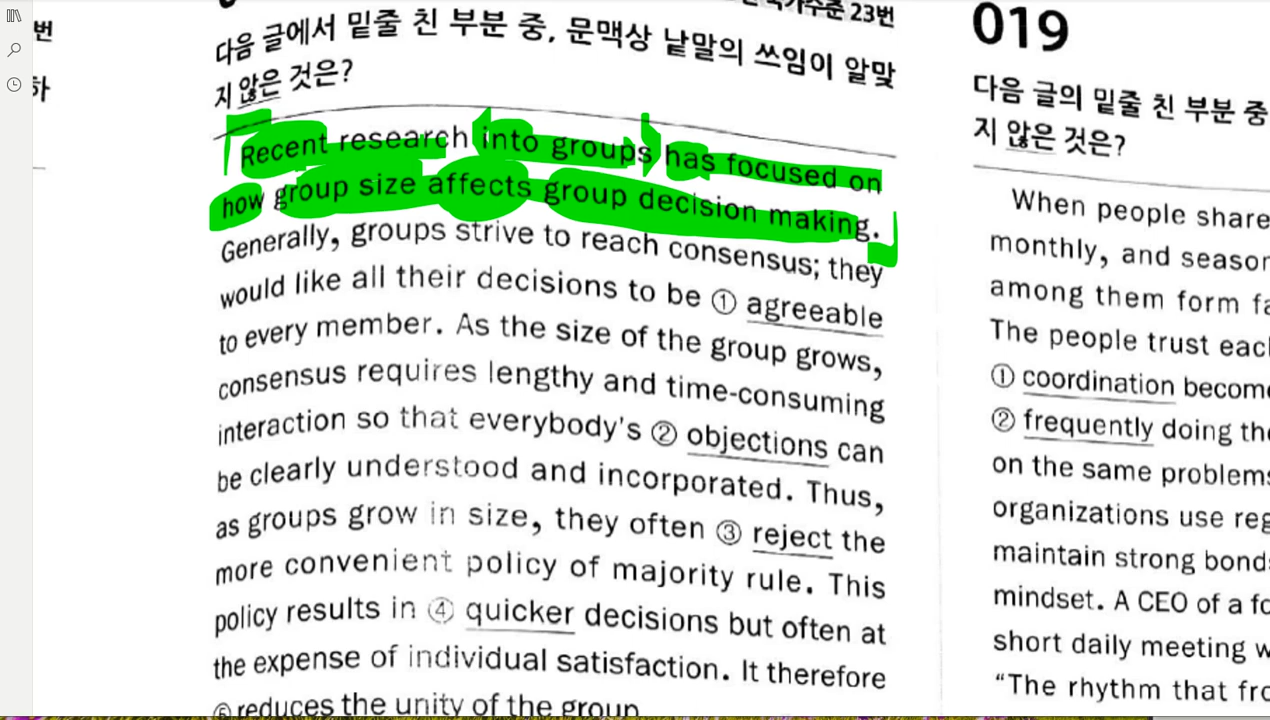 번
하
국가수준 23번
다음 글에서 밑줄 친 부분 중, 문맥상 낱말의 쓰임이 알맞
지 않은 것은?
Recent research into groups has focused on
how group size affects group decision making.
Generally, groups strive to reach consensus; they
would like all their decisions to be ① agreeable
to every member. As the size of the group grows,
consensus requires lengthy and time-consuming
interaction so that everybody's ② objections can
be clearly understood and incorporated. Thus,
as groups grow in size, they often ③ reject the
more convenient policy of majority rule. This
policy results in ④ quicker decisions but often at
the expense of individual satisfaction. It therefore
⑤ reduces the unity of the group.
019
다음 글의 밑줄 친 부분 중
지 않은 것은?
When people share
monthly, and season
among them form fa
The people trust each
① coordination become
② frequently doing the
on the same problems
organizations use reg
maintain strong bonds
mindset. A CEO of a fo
short daily meeting w
“The rhythm that fro